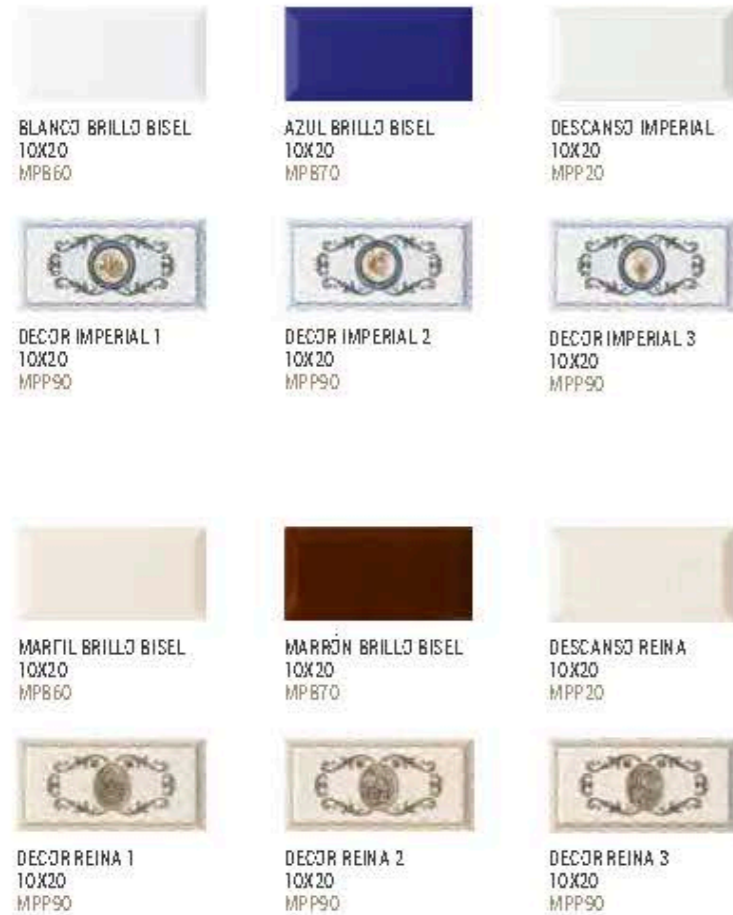 BLANCO BRILLO BISEL
10X20
MPB60
AZUL BRILLO BISEL
10X20
MPB70
DESCANSO IMPERIAL
10X20
MPP20
DECOR IMPERIAL 1
10X20
MPP90
DECOR IMPERIAL 2
10X20
MPP90
DECOR IMPERIAL 3
10X20
MPP90
MARFIL BRILLO BISEL
10X20
MPB60
MARRÓN BRILLO BISEL
10X20
MPB70
DESCANSO REINA
10X20
MPP20
DECOR REINA 1
10X20
MPP90
DECOR REINA 2
10X20
MPP90
DECOR REINA 3
10X20
MPP90